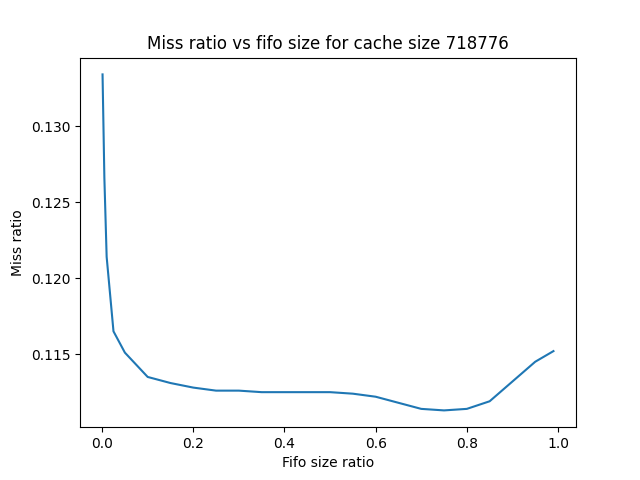 Miss ratio vs fifo size for cache size 718776
0.130
0.125
0.120
0.115
Miss ratio
0.0 0.2 0.4 0.6 0.8 1.0
Fifo size ratio